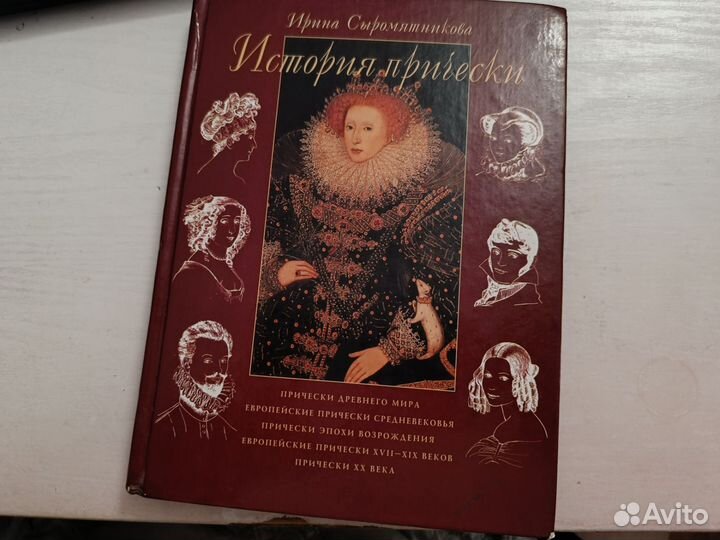 Ирина Сыромятникова
История прически
ПРИЧЕСКИ ДРЕВНЕГО МИРА
ЕВРОПЕЙСКИЕ ПРИЧЕСКИ СРЕДНЕВЕКОВЬЯ
ПРИЧЕСКИ ЭПОХИ ВОЗРОЖДЕНИЯ
ЕВРОПЕЙСКИЕ ПРИЧЕСКИ XVII–XIX ВЕКОВ
ПРИЧЕСКИ XX ВЕКА
Avito